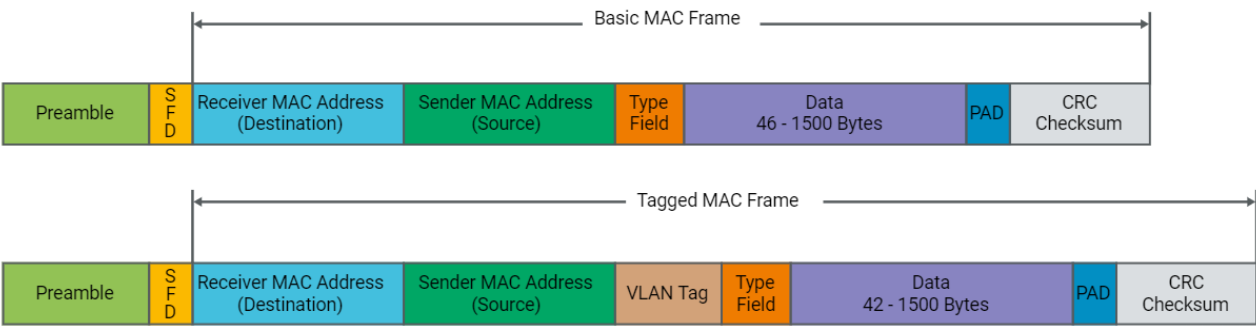 Basic MAC Frame
Preamble
S
F
D
Receiver MAC Address
(Destination)
Sender MAC Address
(Source)
Type
Field
Data
46 - 1500 Bytes
PAD
CRC
Checksum
Tagged MAC Frame
Preamble
S
F
D
Receiver MAC Address
(Destination)
Sender MAC Address
(Source)
VLAN Tag
Type
Field
Data
42 - 1500 Bytes
PAD
CRC
Checksum